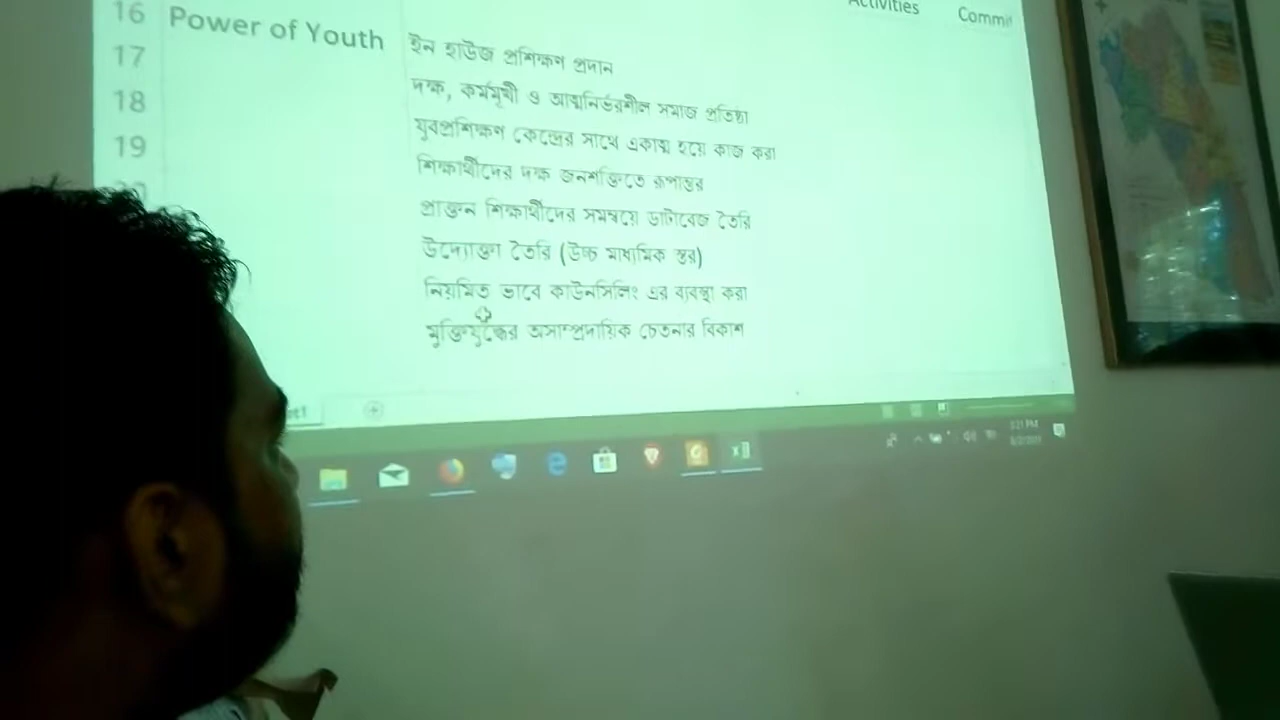 Activities
16 Power of Youth ইন হাউজ প্রশিক্ষণ প্রদান
17 দক্ষ, কর্মমূখী ও আত্মনির্ভরশীল সমাজ প্রতিষ্ঠা
18 যুবপ্রশিক্ষণ কেন্দ্রের সাথে একাত্ম হয়ে কাজ করা
19 শিক্ষার্থীদের দক্ষ জনশক্তিতে রূপান্তর
প্রাক্তন শিক্ষার্থীদের সমন্বয়ে ডাটাবেজ তৈরি
উদ্যোক্তা তৈরি (উচ্চ মাধ্যমিক স্তর)
নিয়মিত ভাবে কাউনসিলিং এর ব্যবস্থা করা
মুক্তিযুদ্ধের অসাম্প্রদায়িক চেতনার বিকাশ